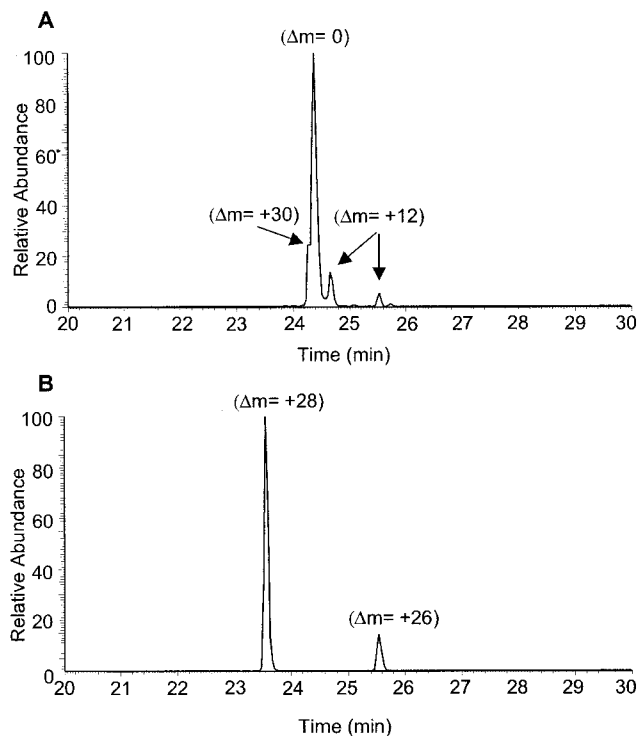 A
(Δm= 0)
100
80
60
40
20
0
Relative Abundance
(Δm= +30)
(Δm= +12)
20 21 22 23 24 25 26 27 28 29 30
Time (min)
B
(Δm= +28)
100
80
60
40
20
0
Relative Abundance
(Δm= +26)
20 21 22 23 24 25 26 27 28 29 30
Time (min)